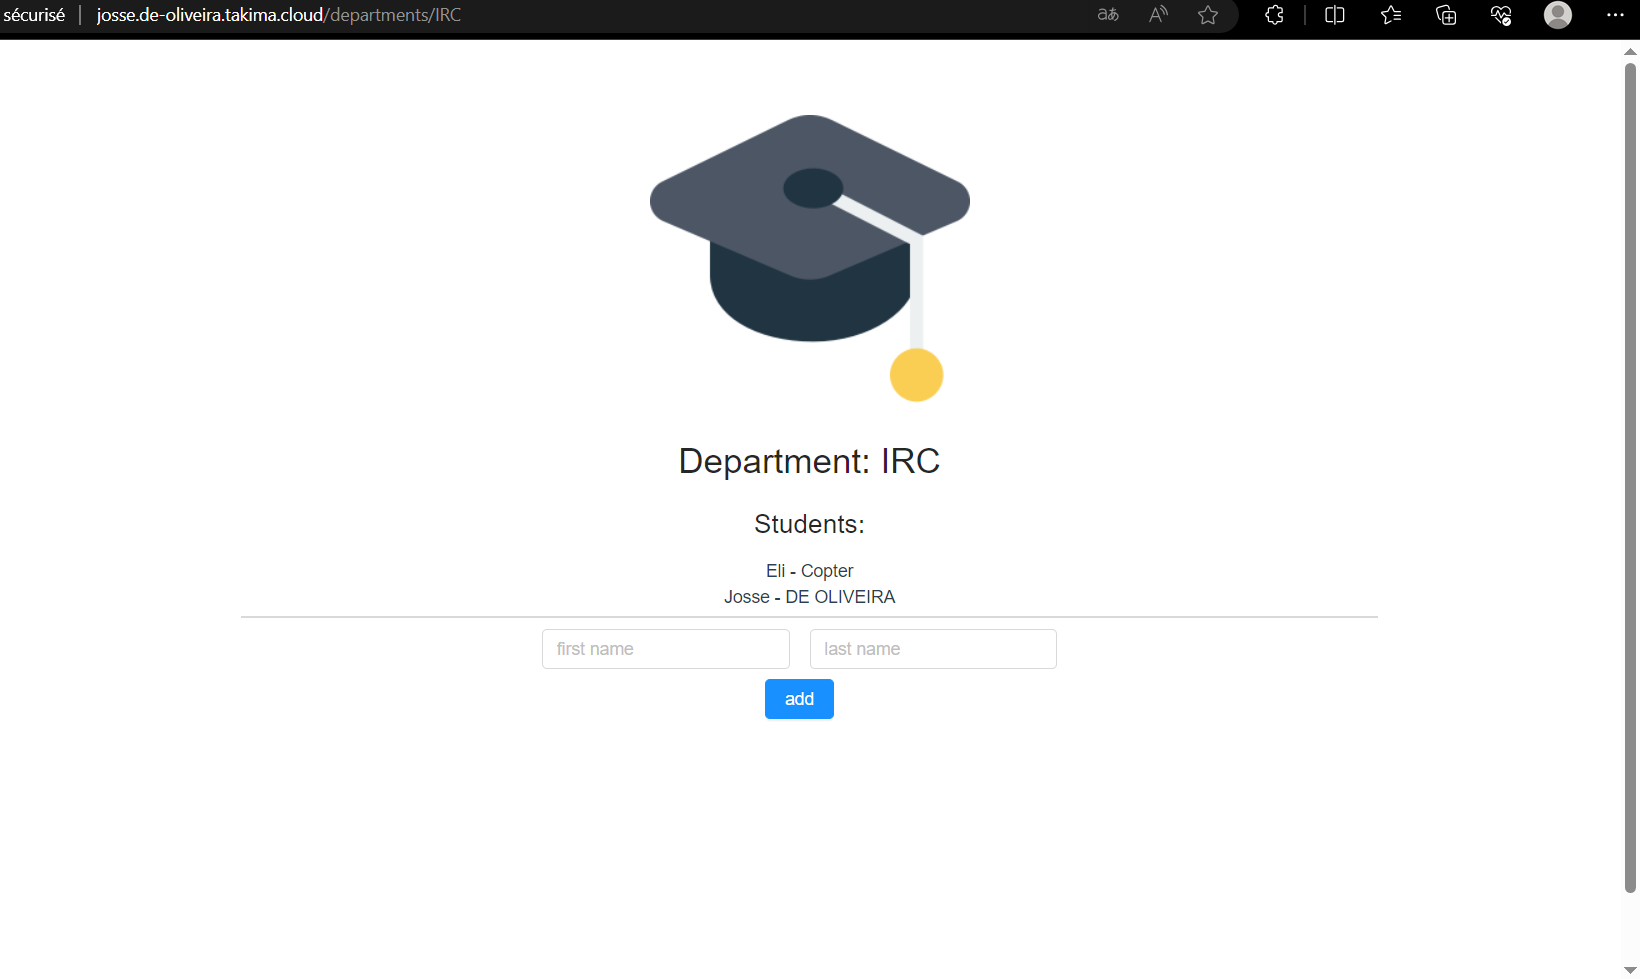 sécurisé | josse.de-oliveira.takima.cloud/departments/IRC
Department: IRC
Students:
Eli - Copter
Josse - DE OLIVEIRA
first name last name
add